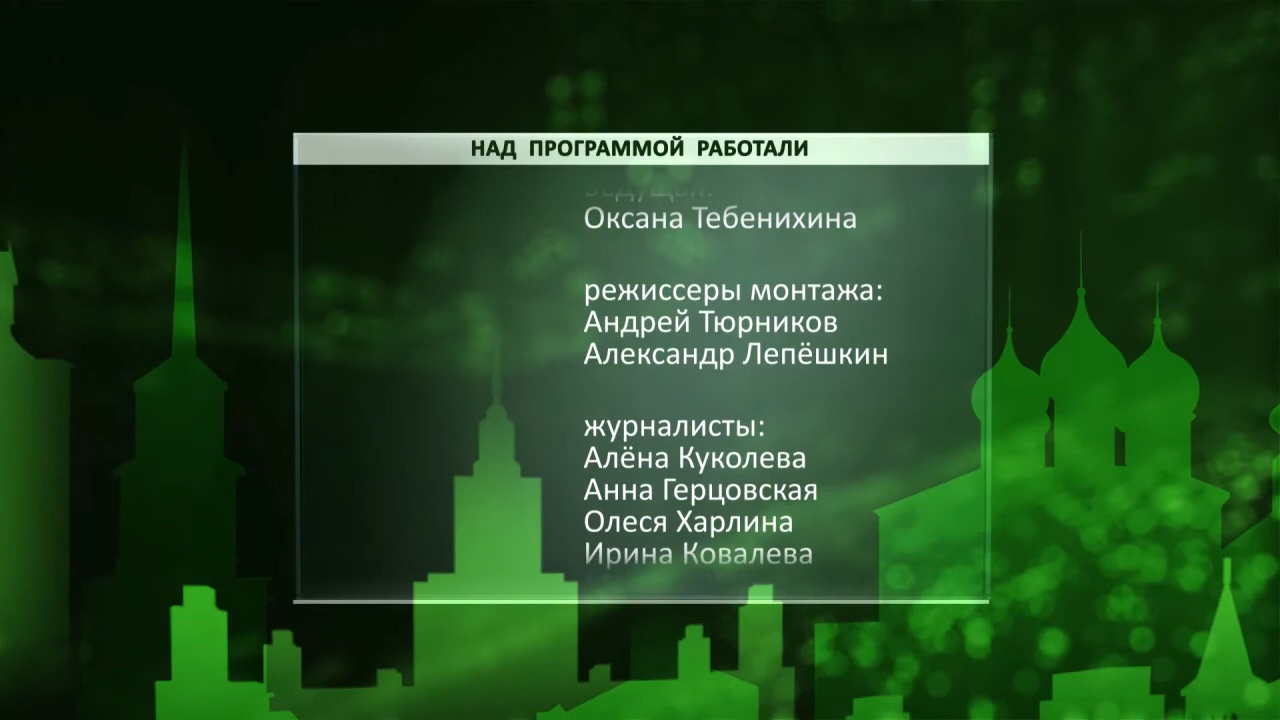 НАД ПРОГРАММОЙ РАБОТАЛИ
Оксана Тебенихина
режиссеры монтажа:
Андрей Тюрников
Александр Лепёшкин
журналисты:
Алёна Куколева
Анна Герцовская
Олеся Харлина
Ирина Ковалева